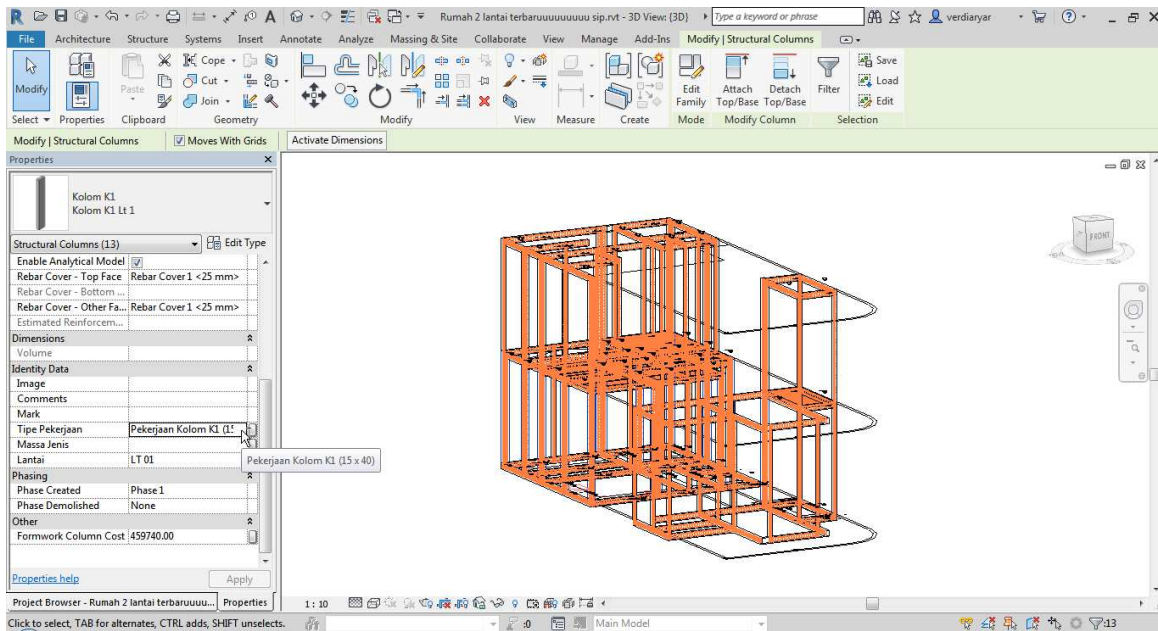 Rumah 2 lantai terbaruuuuuuuuu sip.rvt - 3D View: {3D}
Type a keyword or phrase
verdiaryar
File Architecture Structure Systems Insert Annotate Analyze Massing & Site Collaborate View Manage Add-Ins Modify | Structural Columns
Modify
Paste
Cope
Cut
Join
Edit Family
Attach Top/Base
Detach Top/Base
Filter
Save
Load
Edit
Select Properties Clipboard Geometry Modify View Measure Create Mode Modify Column Selection
Modify | Structural Columns Moves With Grids Activate Dimensions
Properties
Kolom K1
Kolom K1 Lt 1
Structural Columns (13) Edit Type
Enable Analytical Model
Rebar Cover - Top Face Rebar Cover 1 <25 mm>
Rebar Cover - Bottom ...
Rebar Cover - Other Fa... Rebar Cover 1 <25 mm>
Estimated Reinforcem...
Dimensions
Volume
Identity Data
Image
Comments
Mark
Tipe Pekerjaan Pekerjaan Kolom K1 (15
Massa Jenis
Lantai LT 01
Pekerjaan Kolom K1 (15 x 40)
Phasing
Phase Created Phase 1
Phase Demolished None
Other
Formwork Column Cost 459740.00
Properties help Apply
Project Browser - Rumah 2 lantai terbaruuuu... Properties
1 : 10
Click to select, TAB for alternates, CTRL adds, SHIFT unselects.
:0
Main Model
:13
FRONT